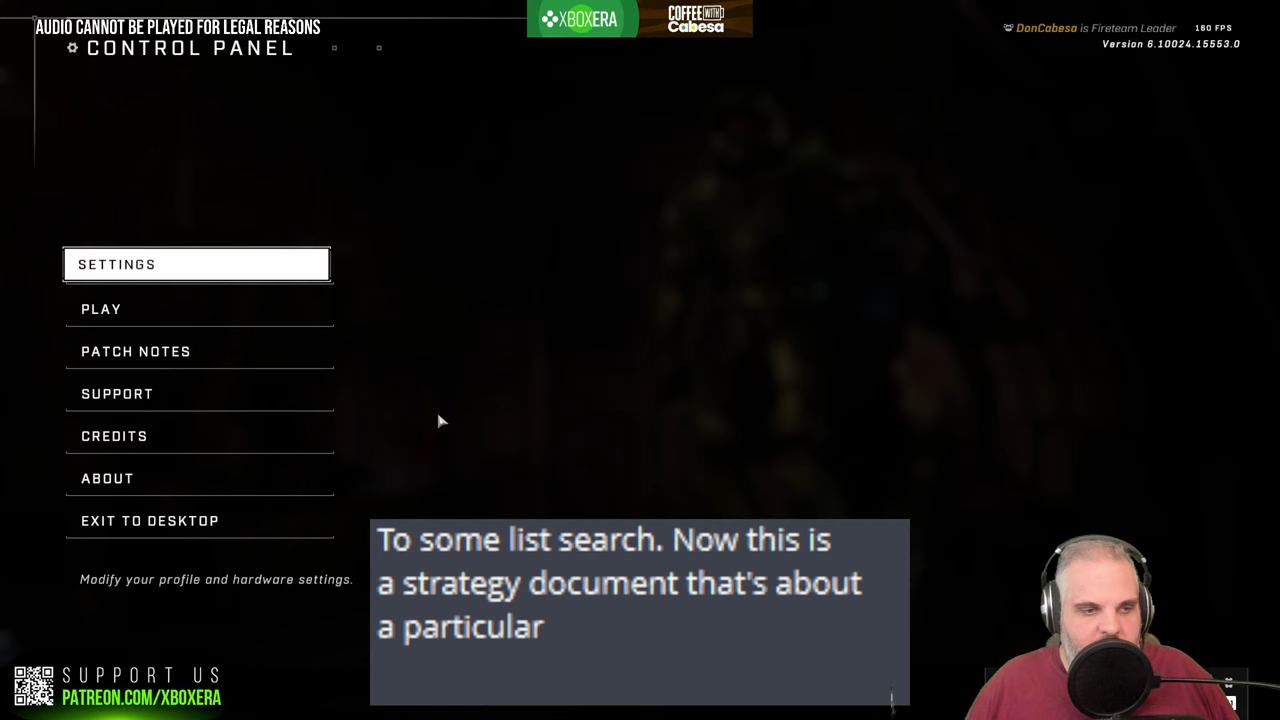 AUDIO CANNOT BE PLAYED FOR LEGAL REASONS
CONTROL PANEL
XBOXERA
COFFEE WITH
Cabesa
DonCabesa is Fireteam Leader
160 FPS
Version 6.10024.15553.0
SETTINGS
PLAY
PATCH NOTES
SUPPORT
CREDITS
ABOUT
EXIT TO DESKTOP
Modify your profile and hardware settings.
To some list search. Now this is
a strategy document that's about
a particular
SUPPORT US
PATREON.COM/XBOXERA